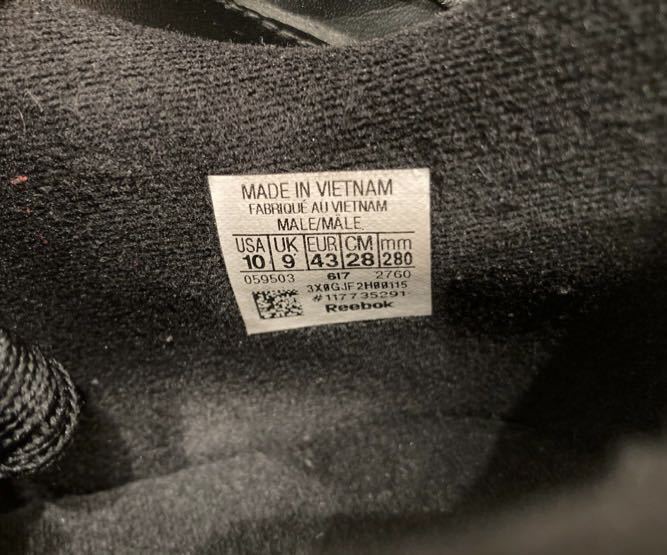 MADE IN VIETNAM
FABRIQUÉ AU VIETNAM
MALE/MÂLE
USA UK EUR CM mm
10 9 43 28 280
059503 617 2760
3X0GJF2H00115
#117735291
Reebok